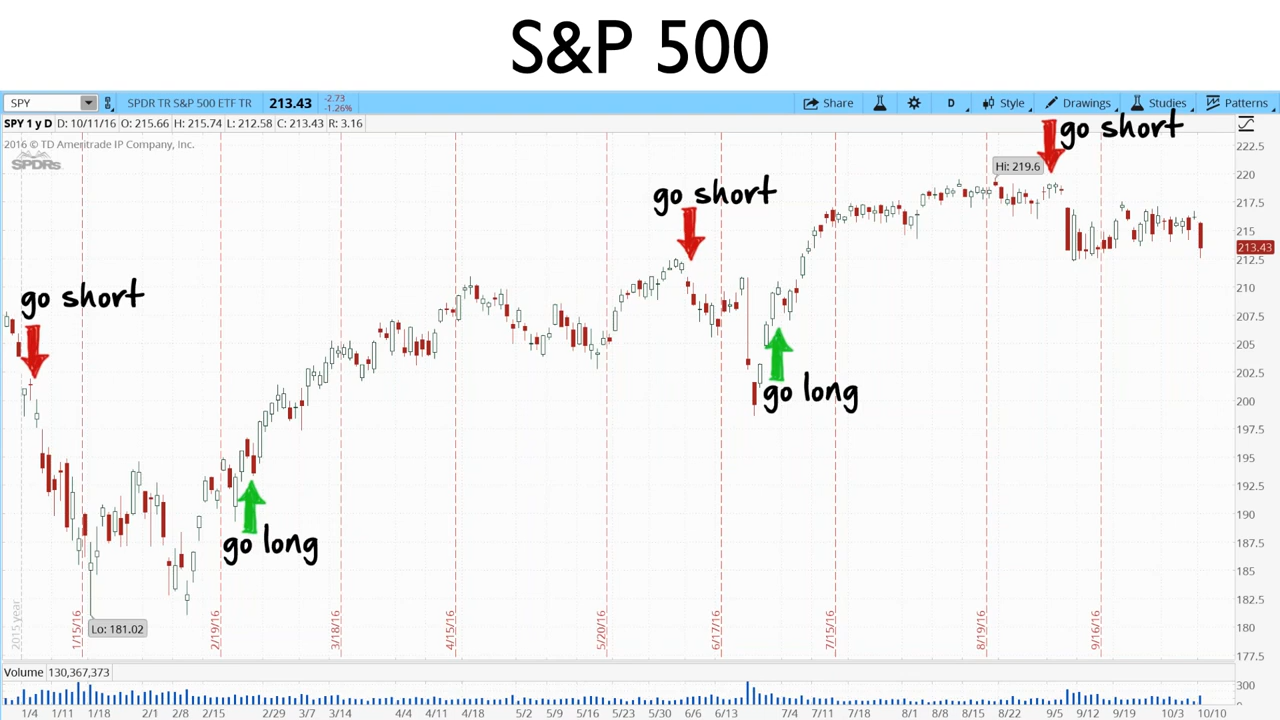 S&P 500
SPY SPDR TR S&P 500 ETF TR 213.43 -2.73 -1.26% Share D Style Drawings Studies Patterns
SPY 1 y D D: 10/11/16 O: 215.66 H: 215.74 L: 212.58 C: 213.43 R: 3.16
2016 © TD Ameritrade IP Company, Inc.
SPDRs
go short
go short
go short
go long
go long
Hi: 219.6
Lo: 181.02
222.5
220
217.5
215
213.43
212.5
210
207.5
205
202.5
200
197.5
195
192.5
190
187.5
185
182.5
180
177.5
2015 year
1/15/16
2/19/16
3/18/16
4/15/16
5/20/16
6/17/16
7/15/16
8/19/16
9/16/16
Volume 130,367,373
300
0
1/4 1/11 1/18 2/1 2/8 2/15 2/29 3/7 3/14 4/4 4/11 4/18 5/2 5/9 5/16 5/23 5/30 6/6 6/13 7/4 7/11 7/18 8/1 8/8 8/15 8/22 9/5 9/12 9/19 10/3 10/10